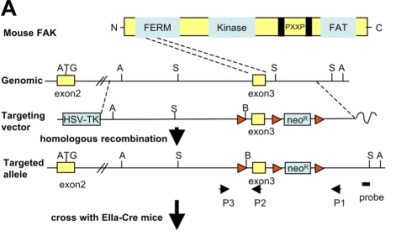 A
Mouse FAK N- FERM Kinase PXXP FAT C
Genomic ATG A S S S A
exon2 exon3
Targeting vector HSV-TK A S B neoR
exon3
homologous recombination
Targeted allele ATG A S B neoR S A
exon2 exon3
P3 P2 P1 probe
cross with Ella-Cre mice